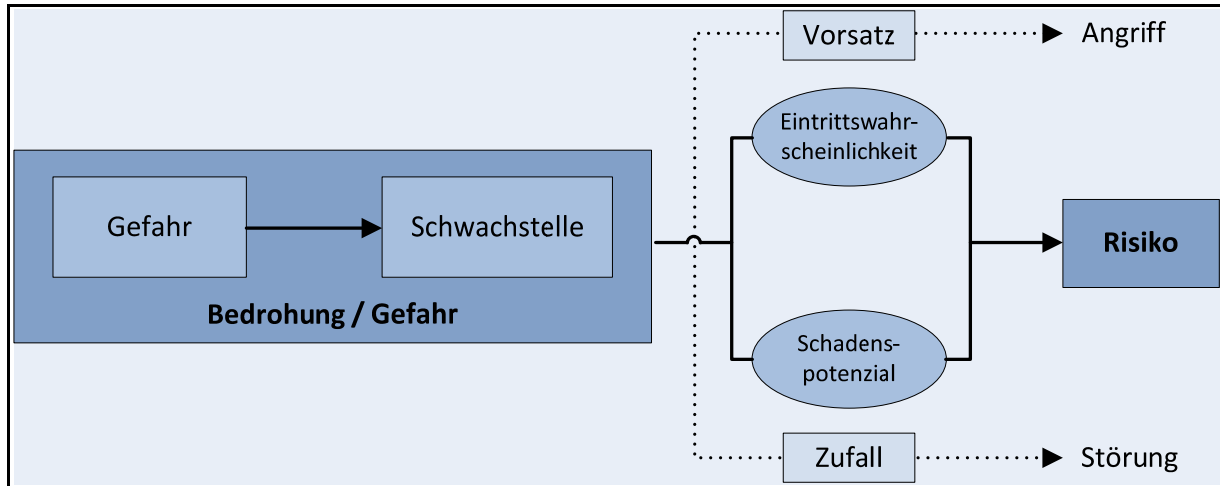 Vorsatz
Angriff
Eintrittswahr-
scheinlichkeit
Gefahr
Schwachstelle
Bedrohung / Gefahr
Risiko
Schadens-
potenzial
Zufall
Störung